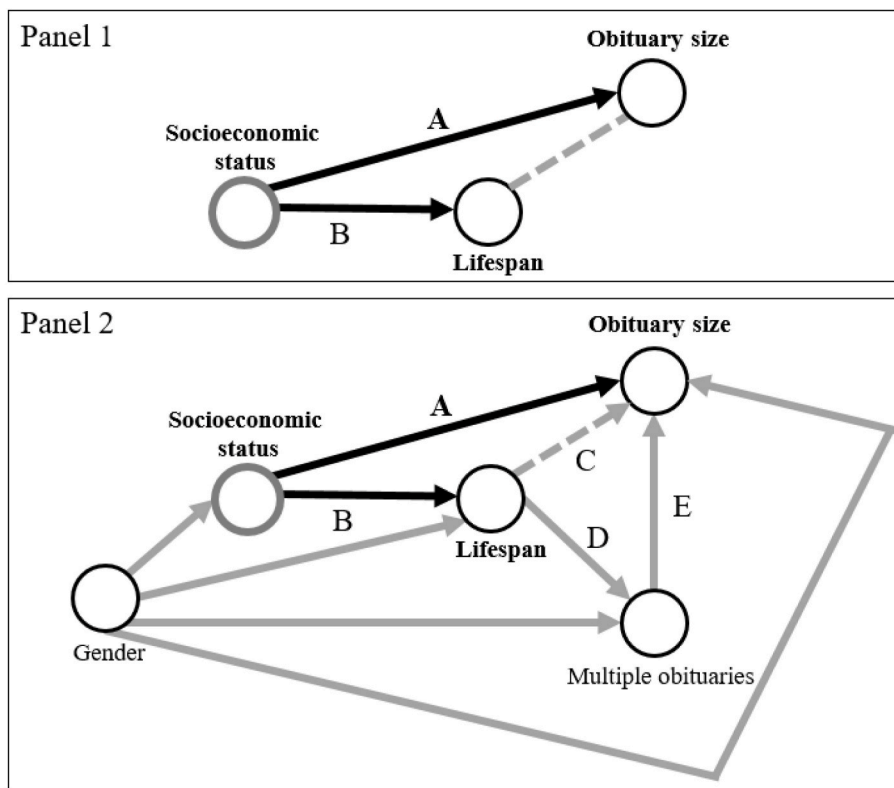 Panel 1
Obituary size
A
Socioeconomic
status
B
Lifespan
Panel 2
Obituary size
A
Socioeconomic
status
C
B
E
D
Lifespan
Gender
Multiple obituaries